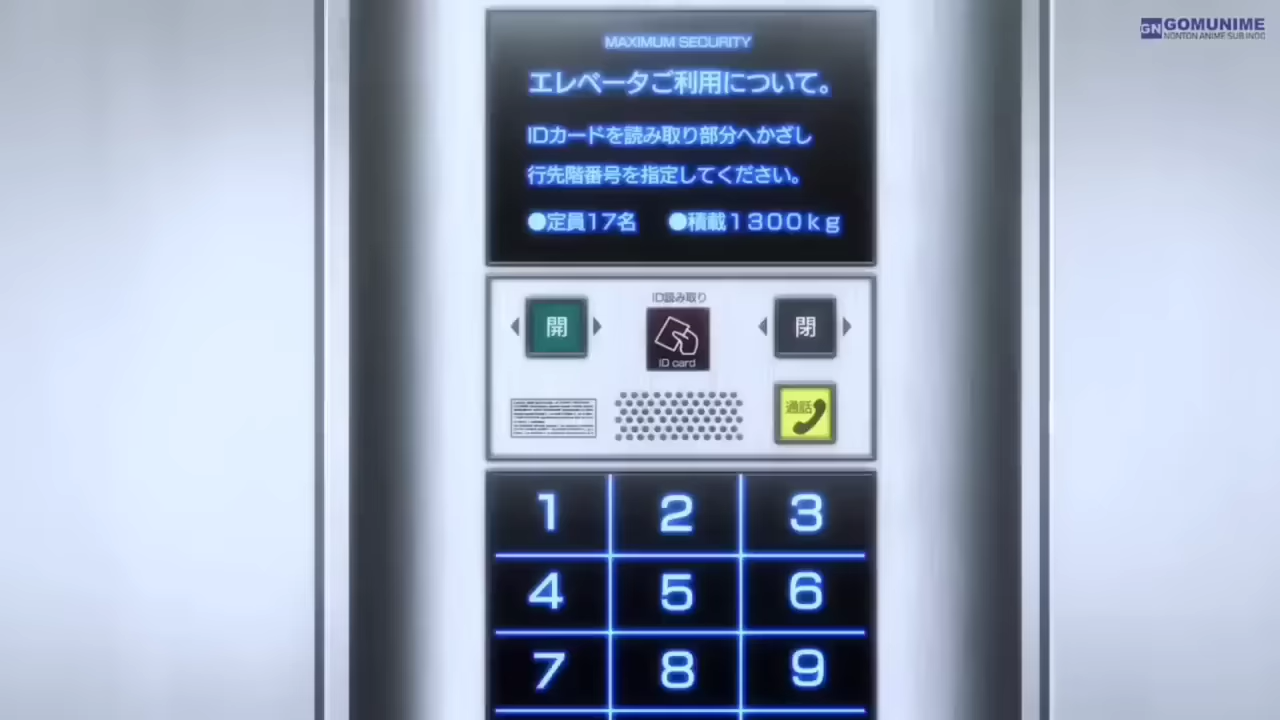 GN GOMUNIME
NONTON ANIME SUB INDO
MAXIMUM SECURITY
エレベータご利用について。
IDカードを読み取り部分へかざし
行先階番号を指定してください。
●定員17名 ●積載1300kg
ID読み取り
開
閉
ID card
通話
1 2 3
4 5 6
7 8 9